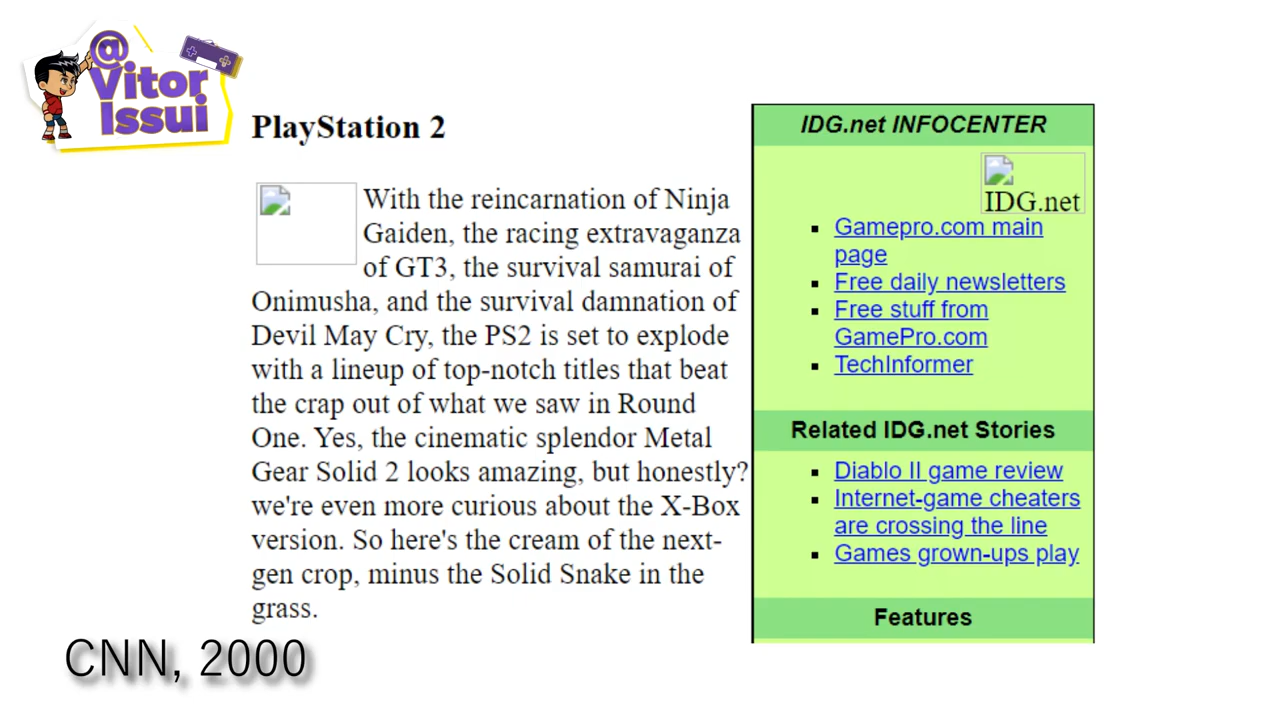 @
Vitor
Issui
PlayStation 2
With the reincarnation of Ninja
Gaiden, the racing extravaganza
of GT3, the survival samurai of
Onimusha, and the survival damnation of
Devil May Cry, the PS2 is set to explode
with a lineup of top-notch titles that beat
the crap out of what we saw in Round
One. Yes, the cinematic splendor Metal
Gear Solid 2 looks amazing, but honestly?
we're even more curious about the X-Box
version. So here's the cream of the next-
gen crop, minus the Solid Snake in the
grass.
IDG.net INFOCENTER
IDG.net
Gamepro.com main
page
Free daily newsletters
Free stuff from
GamePro.com
TechInformer
Related IDG.net Stories
Diablo II game review
Internet-game cheaters
are crossing the line
Games grown-ups play
Features
CNN, 2000